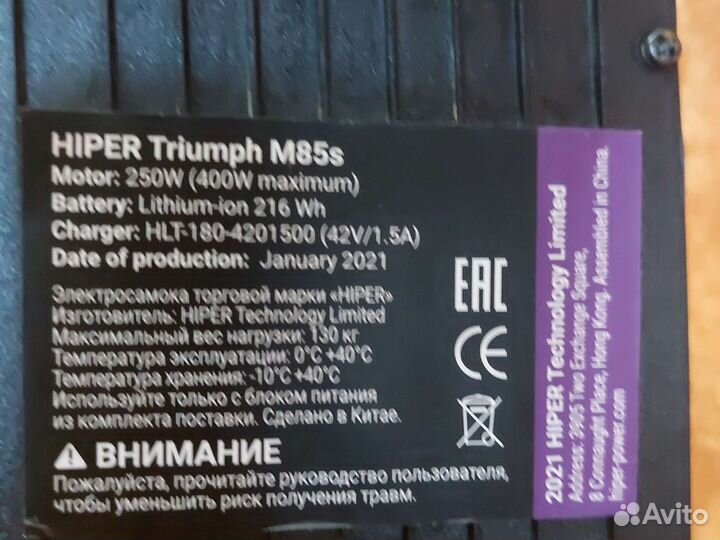 HIPER Triumph M85s
Motor: 250W (400W maximum)
Battery: Lithium-ion 216 Wh
Charger: HLT-180-4201500 (42V/1.5A)
Date of production: January 2021
Электросамока торговой марки «HIPER»
Изготовитель: HIPER Technology Limited
Максимальный вес нагрузки: 130 кг
Температура эксплуатации: 0°C +40°C
Температура хранения: -10°C +40°C
Используйте только с блоком питания
из комплекта поставки. Сделано в Китае.
ВНИМАНИЕ
Пожалуйста, прочитайте руководство пользователя,
чтобы уменьшить риск получения травм.
EAC
CE
2021 HIPER Technology Limited
Address: 3905 Two Exchange Square,
8 Connaught Place, Hong Kong. Assembled in China.
hiper-power.com
Avito